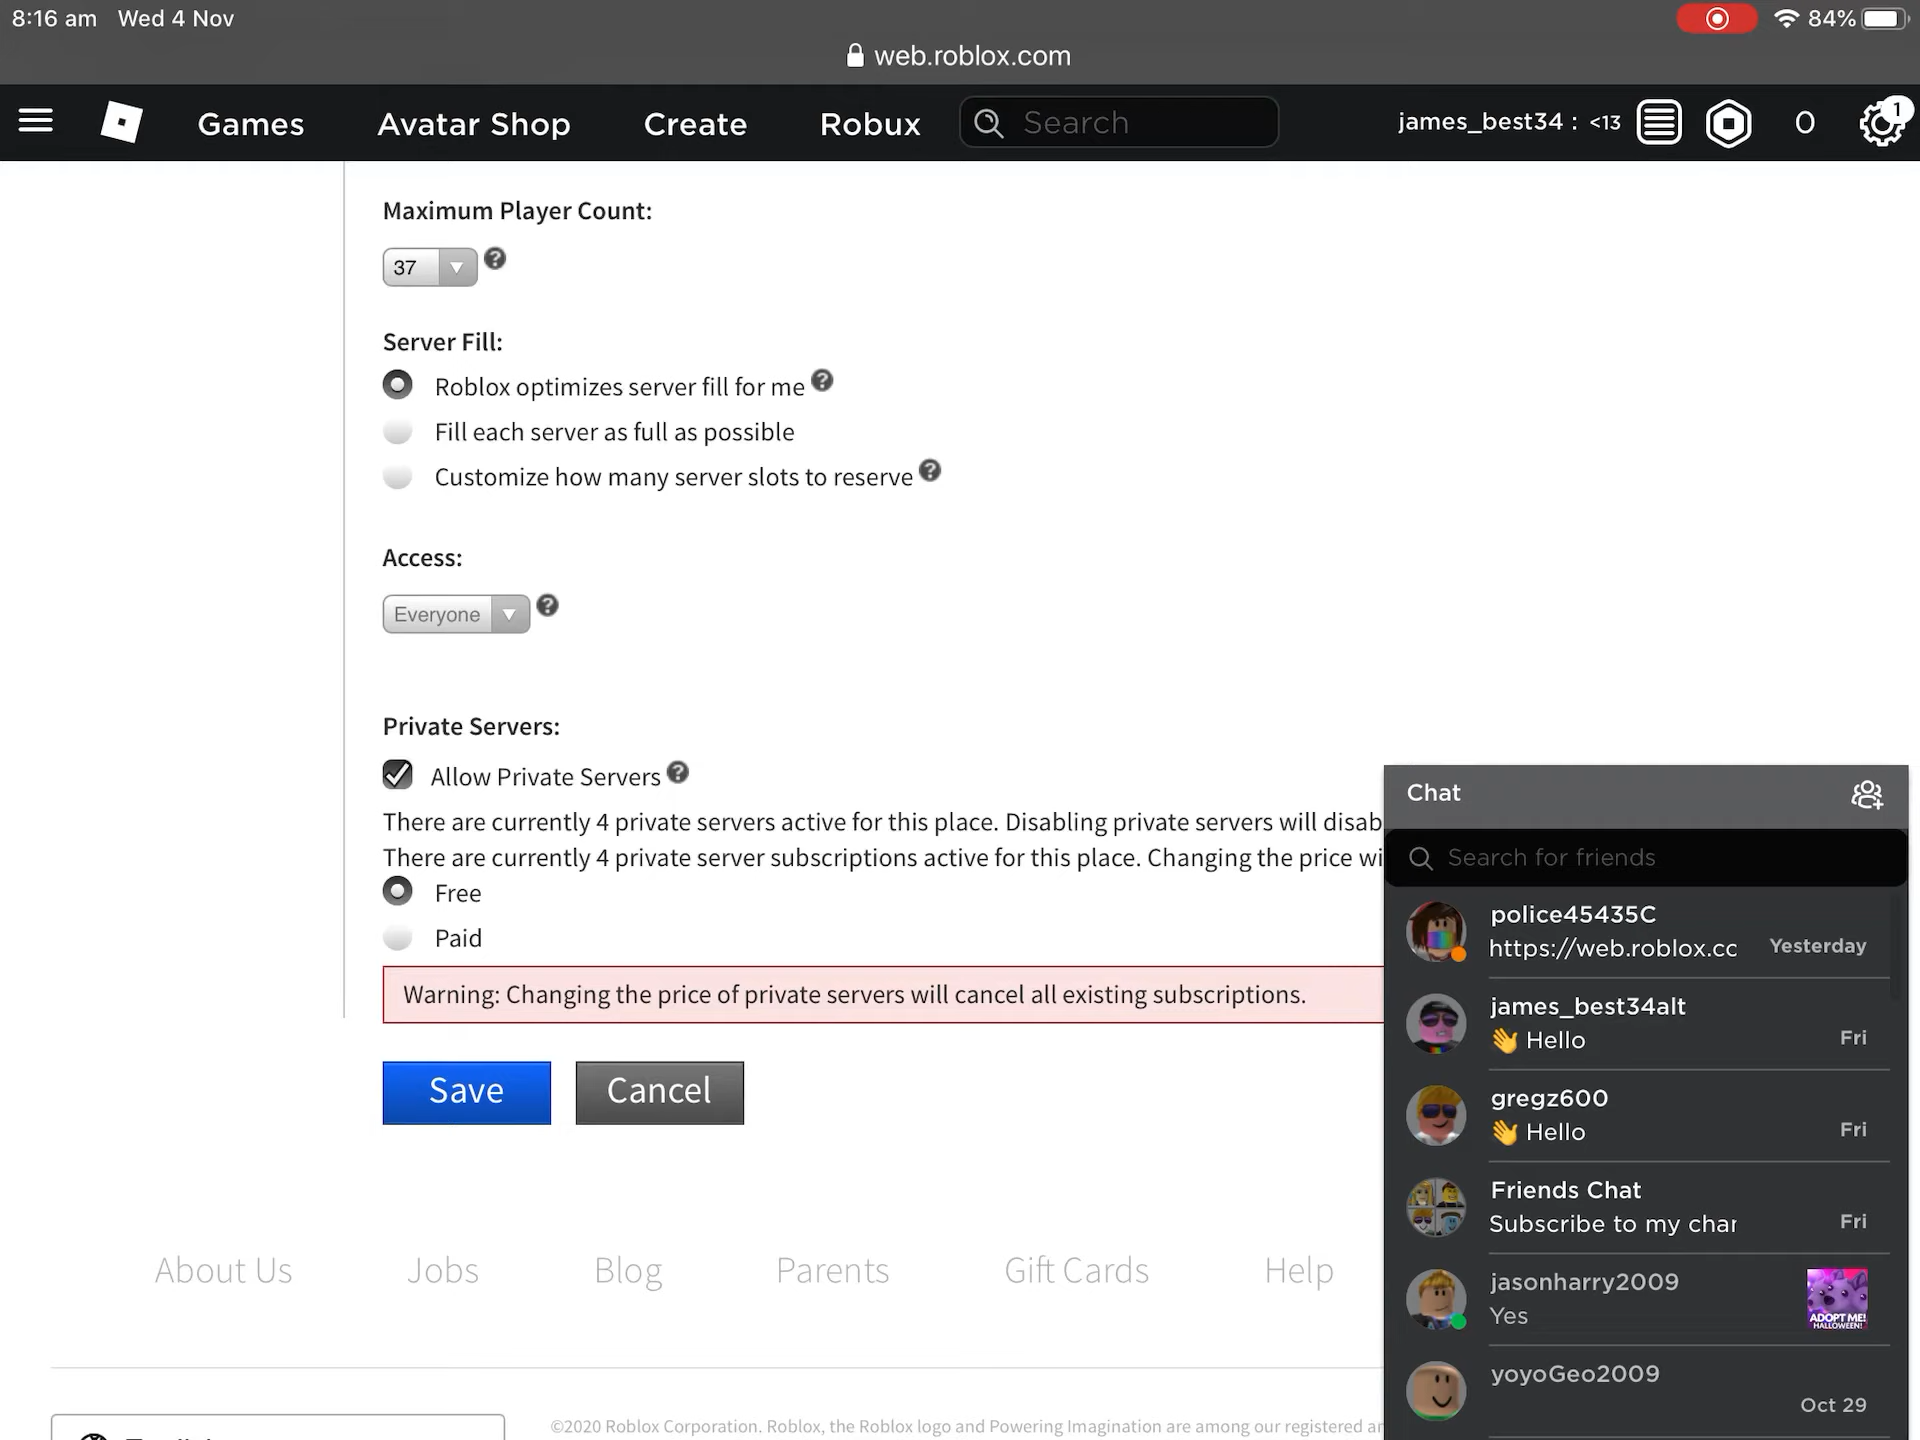 8:16 am Wed 4 Nov
84%
web.roblox.com
Games Avatar Shop Create Robux Search james_best34 : <13 0 1
Maximum Player Count:
37
Server Fill:
Roblox optimizes server fill for me
Fill each server as full as possible
Customize how many server slots to reserve
Access:
Everyone
Private Servers:
Allow Private Servers
There are currently 4 private servers active for this place. Disabling private servers will disab
There are currently 4 private server subscriptions active for this place. Changing the price wi
Free
Paid
Warning: Changing the price of private servers will cancel all existing subscriptions.
Save Cancel
About Us Jobs Blog Parents Gift Cards Help
©2020 Roblox Corporation. Roblox, the Roblox logo and Powering Imagination are among our registered ar
Chat
Search for friends
police45435C
https://web.roblox.cc Yesterday
james_best34alt
👋 Hello Fri
gregz600
👋 Hello Fri
Friends Chat
Subscribe to my char Fri
jasonharry2009
Yes
ADOPT ME!
HALLOWEEN!
yoyoGeo2009
Oct 29